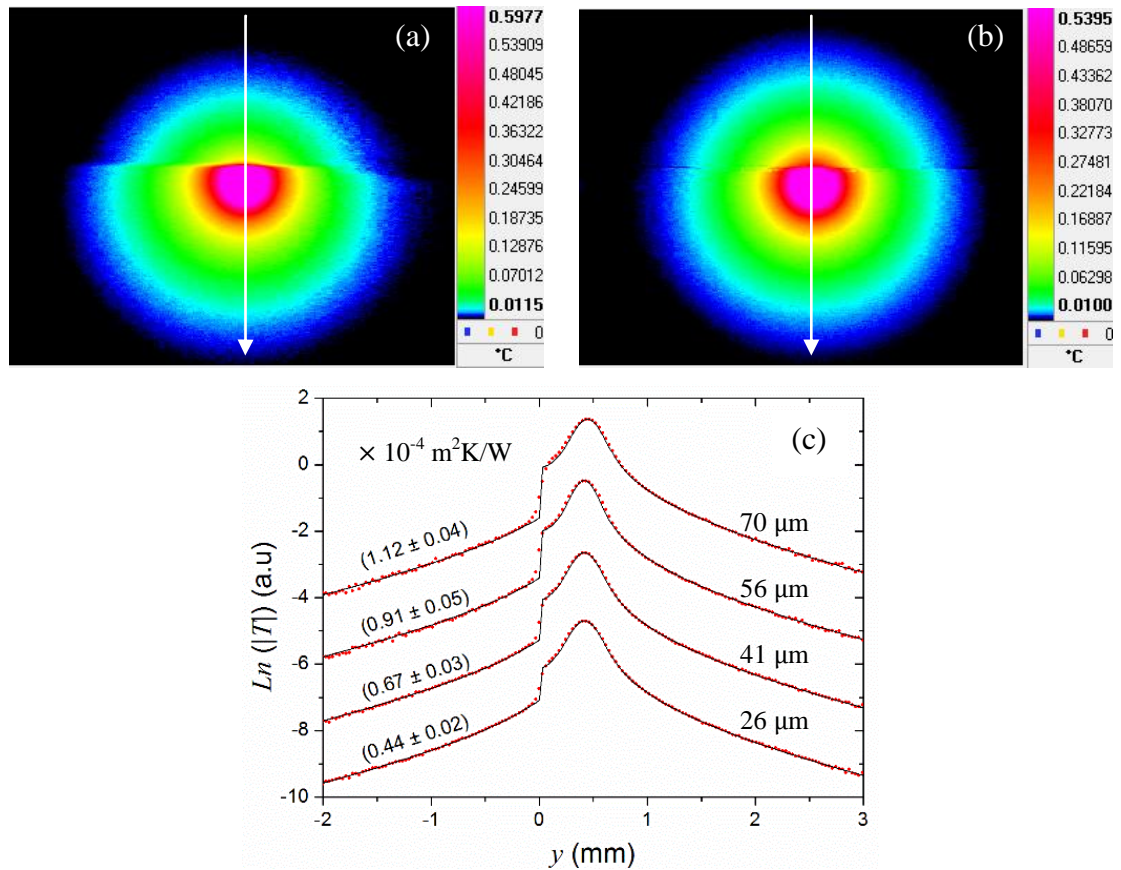 (a)
0.5977
0.53909
0.48045
0.42186
0.36322
0.30464
0.24599
0.18735
0.12876
0.07012
0.0115
0
°C
(b)
0.5395
0.48659
0.43362
0.38070
0.32773
0.27481
0.22184
0.16887
0.11595
0.06298
0.0100
0
°C
(c)
× 10⁻⁴ m²K/W
Ln (|T|) (a.u)
2
0
-2
-4
-6
-8
-10
(1.12 ± 0.04)
70 µm
(0.91 ± 0.05)
56 µm
(0.67 ± 0.03)
41 µm
(0.44 ± 0.02)
26 µm
-2 -1 0 1 2 3
y (mm)